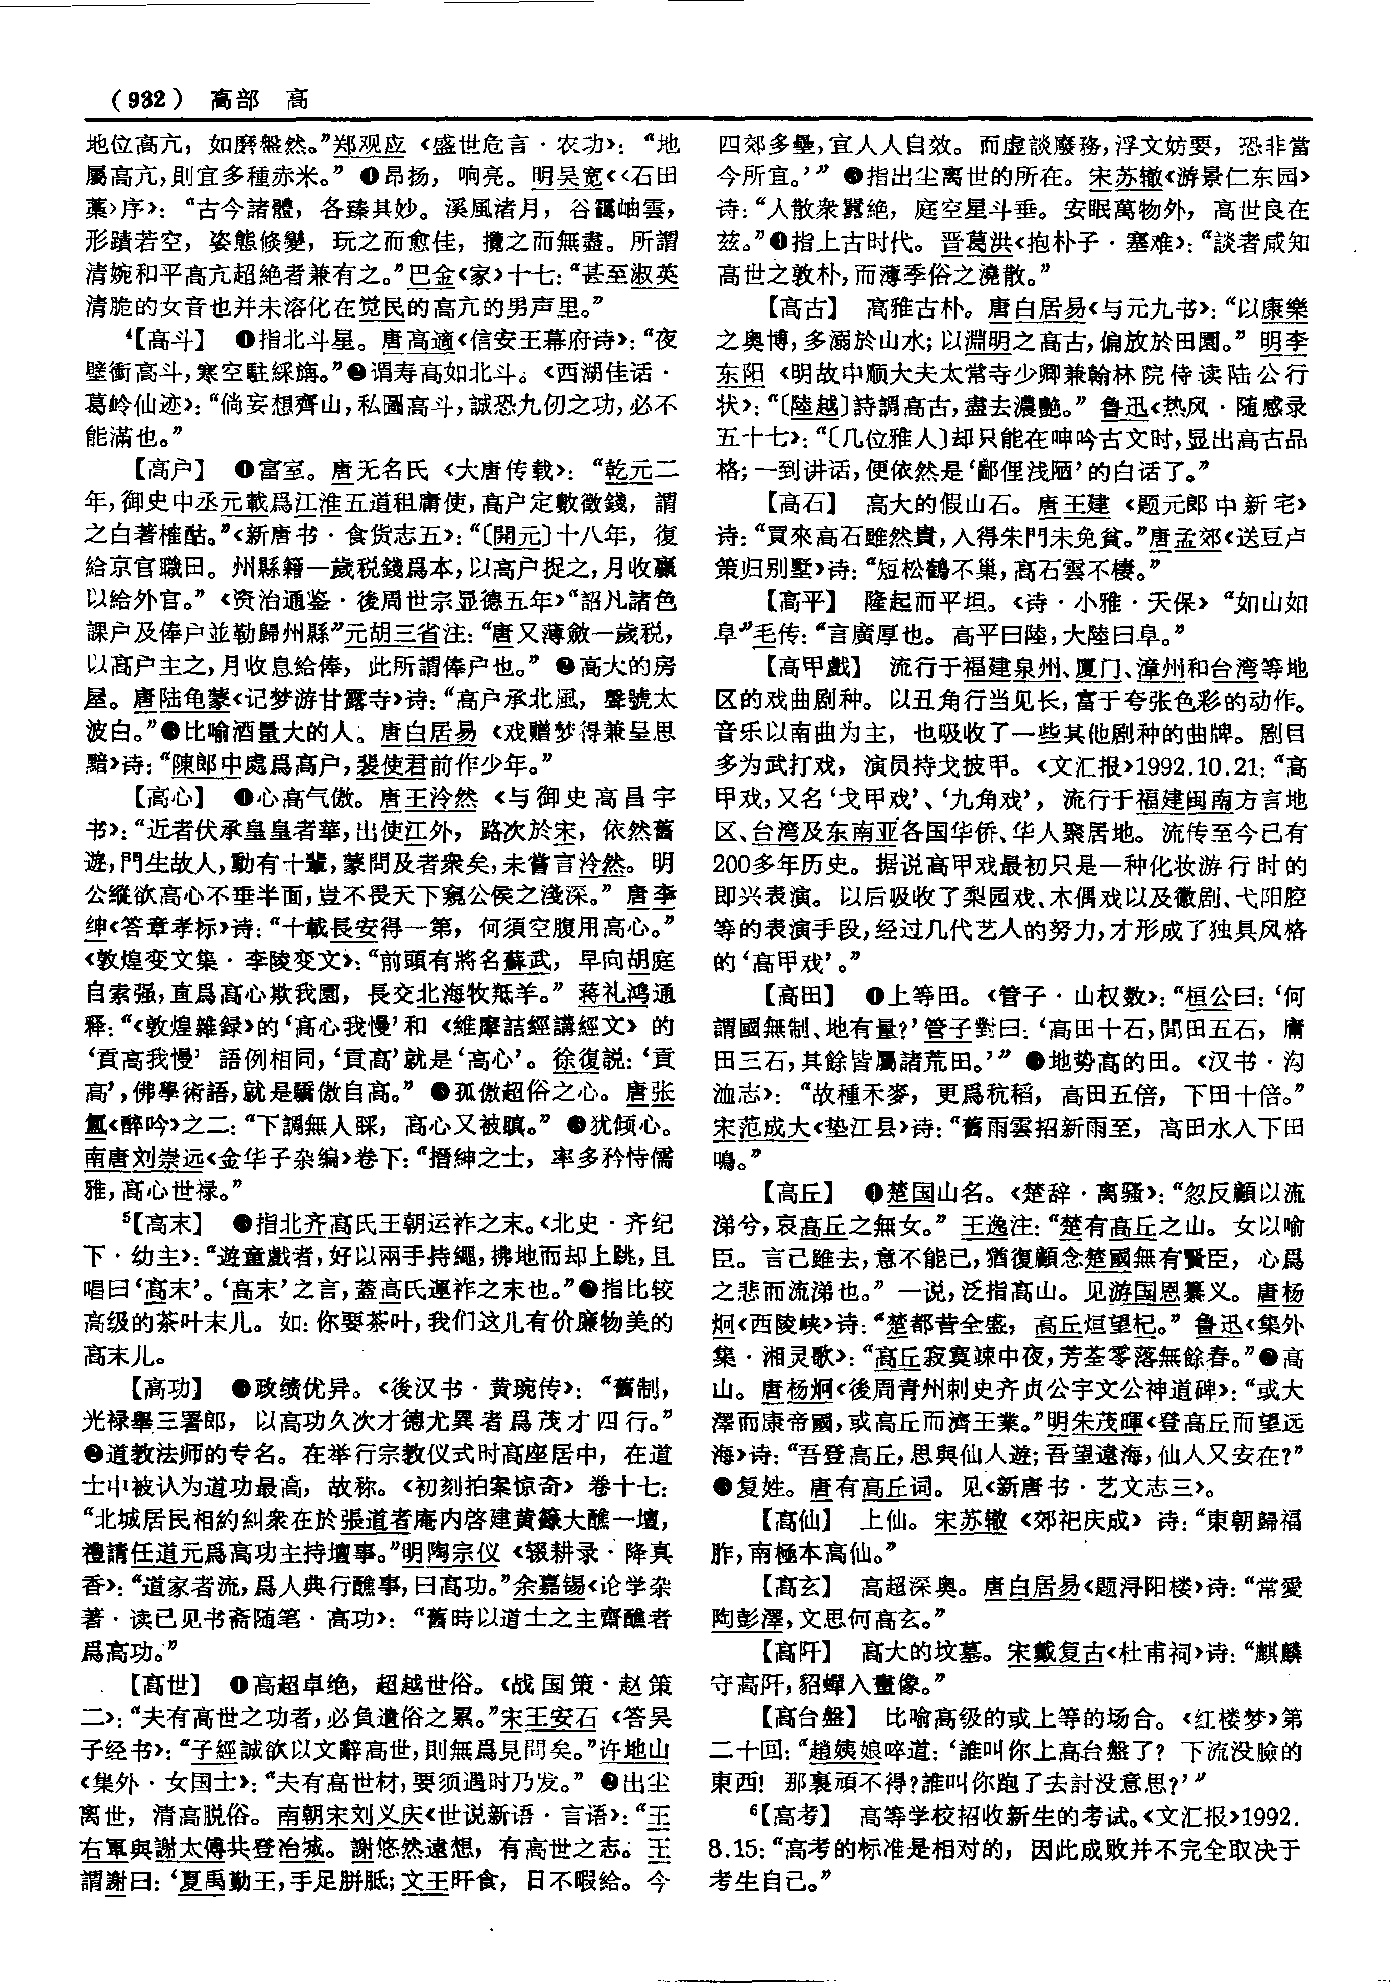 （932） 高部 高
地位高亢，如磨盤然。”郑观应《盛世危言·农功》：“地
屬高亢，則宜多種赤米。” ❶昂扬，响亮。明吴宽《〈石田
藁〉序》：“古今諸體，各臻其妙。溪風渚月，谷靄岫雲，
形蹟若空，姿態倐變，玩之而愈佳，攬之而無盡。所謂
清婉和平高亢超絶者兼有之。”巴金《家》十七：“甚至淑英
清脆的女音也并未溶化在觉民的高亢的男声里。”
⁴【高斗】 ❶指北斗星。唐高適《信安王幕府诗》：“夜
壁衝高斗，寒空駐綵旃。”❷谓寿高如北斗。《西湖佳话·
葛岭仙迹》：“倘妄想齊山，私圖高斗，誠恐九仞之功，必不
能滿也。”
【高户】 ❶富室。唐无名氏《大唐传载》：“乾元二
年，御史中丞元載爲江淮五道租庸使，高户定數徵錢，謂
之白著榷酤。”《新唐书·食货志五》：“〔開元〕十八年，復
給京官職田。州縣籍一歲税錢爲本，以高户捉之，月收贏
以給外官。”《资治通鉴·後周世宗显德五年》“詔凡諸色
課户及俸户並勒歸州縣”元胡三省注：“唐又薄斂一歲税，
以高户主之，月收息給俸，此所謂俸户也。” ❷高大的房
屋。唐陆龟蒙《记梦游甘露寺》诗：“高户承北風，聲號太
波白。”❸比喻酒量大的人。唐白居易《戏赠梦得兼呈思
黯》诗：“陳郎中處爲高户，裴使君前作少年。”
【高心】 ❶心高气傲。唐王泠然《与御史高昌宇
书》：“近者伏承皇皇者華，出使江外，路次於宋，依然舊
遊，門生故人，動有十輩，蒙問及者衆矣，未嘗言泠然。明
公縱欲高心不垂半面，豈不畏天下窺公侯之淺深。”唐李
绅《答章孝标》诗：“十載長安得一第，何須空腹用高心。”
《敦煌变文集·李陵变文》：“前頭有將名蘇武，早向胡庭
自索强，直爲高心欺我國，長交北海牧羝羊。”蒋礼鸿通
释：“《敦煌雜録》的‘高心我慢’和《維摩詰經講經文》的
‘貢高我慢’語例相同，‘貢高’就是‘高心’。徐復説：‘貢
高’，佛學術語，就是驕傲自高。” ❷孤傲超俗之心。唐张
氲《醉吟》之二：“下調無人睬，高心又被瞋。” ❸犹倾心。
南唐刘崇远《金华子杂编》卷下：“搢紳之士，率多矜恃儒
雅，高心世禄。”
⁵【高末】 ❶指北齐高氏王朝运祚之末。《北史·齐纪
下·幼主》：“遊童戲者，好以兩手持繩，拂地而却上跳，且
唱曰‘高末’。‘高末’之言，蓋高氏運祚之末也。”❷指比较
高级的茶叶末儿。如：你要茶叶，我们这儿有价廉物美的
高末儿。
【高功】 ❶政绩优异。《後汉书·黄琬传》：“舊制，
光禄舉三署郎，以高功久次才德尤異者爲茂才四行。”
❷道教法师的专名。在举行宗教仪式时高座居中，在道
士中被认为道功最高，故称。《初刻拍案惊奇》卷十七：
“北城居民相約糾衆在於張道者庵内啓建黄籙大醮一壇，
禮請任道元爲高功主持壇事。”明陶宗仪《辍耕录·降真
香》：“道家者流，爲人典行醮事，曰高功。”余嘉锡《论学杂
著·读已见书斋随笔·高功》：“舊時以道士之主齋醮者
爲高功。”
【高世】 ❶高超卓绝，超越世俗。《战国策·赵策
二》：“夫有高世之功者，必負遺俗之累。”宋王安石《答吴
子经书》：“子經誠欲以文辭高世，則無爲見問矣。”许地山
《集外·女国士》：“夫有高世材，要须遇时乃发。” ❷出尘
离世，清高脱俗。南朝宋刘义庆《世说新语·言语》：“王
右軍與謝太傅共登冶城。謝悠然遠想，有高世之志。王
謂謝曰：‘夏禹勤王，手足胼胝；文王旰食，日不暇給。今
四郊多壘，宜人人自效。而虚談廢務，浮文妨要，恐非當
今所宜。’” ❸指出尘离世的所在。宋苏辙《游景仁东园》
诗：“人散衆囂绝，庭空星斗垂。安眠萬物外，高世良在
兹。”❹指上古时代。晋葛洪《抱朴子·塞难》：“談者咸知
高世之敦朴，而薄季俗之澆散。”
【高古】 高雅古朴。唐白居易《与元九书》：“以康樂
之奥博，多溺於山水；以淵明之高古，偏放於田園。”明李
东阳《明故中顺大夫太常寺少卿兼翰林院侍读陆公行
状》：“〔陸越〕詩調高古，盡去濃艷。”鲁迅《热风·随感录
五十七》：“〔几位雅人〕却只能在呻吟古文时，显出高古品
格；一到讲话，便依然是‘鄙俚浅陋’的白话了。”
【高石】 高大的假山石。唐王建《题元郎中新宅》
诗：“買來高石雖然貴，入得朱門未免貧。”唐孟郊《送豆卢
策归别墅》诗：“短松鶴不巢，高石雲不棲。”
【高平】 隆起而平坦。《诗·小雅·天保》“如山如
阜”毛传：“言廣厚也。高平曰陸，大陸曰阜。”
【高甲戲】 流行于福建泉州、厦门、漳州和台湾等地
区的戏曲剧种。以丑角行当见长，富于夸张色彩的动作。
音乐以南曲为主，也吸收了一些其他剧种的曲牌。剧目
多为武打戏，演员持戈披甲。《文汇报》1992.10.21：“高
甲戏，又名‘戈甲戏’、‘九角戏’，流行于福建闽南方言地
区、台湾及东南亚各国华侨、华人聚居地。流传至今已有
200多年历史。据说高甲戏最初只是一种化妆游行时的
即兴表演。以后吸收了梨园戏、木偶戏以及徽剧、弋阳腔
等的表演手段，经过几代艺人的努力，才形成了独具风格
的‘高甲戏’。”
【高田】 ❶上等田。《管子·山权数》：“桓公曰：‘何
謂國無制、地有量？’管子對曰：‘高田十石，閒田五石，庸
田三石，其餘皆屬諸荒田。’” ❷地势高的田。《汉书·沟
洫志》：“故種禾麥，更爲秔稻，高田五倍，下田十倍。”
宋范成大《垫江县》诗：“舊雨雲招新雨至，高田水入下田
鳴。”
【高丘】 ❶楚国山名。《楚辞·离骚》：“忽反顧以流
涕兮，哀高丘之無女。”王逸注：“楚有高丘之山。女以喻
臣。言己雖去，意不能已，猶復顧念楚國無有賢臣，心爲
之悲而流涕也。”一说，泛指高山。见游国恩纂义。唐杨
炯《西陵峡》诗：“楚都昔全盛，高丘烜望杞。”鲁迅《集外
集·湘灵歌》：“高丘寂寞竦中夜，芳荃零落無餘春。”❷高
山。唐杨炯《後周青州刺史齐贞公宇文公神道碑》：“或大
澤而康帝國，或高丘而濟王業。”明朱茂暉《登高丘而望远
海》诗：“吾登高丘，思與仙人遊；吾望遠海，仙人又安在？”
❸复姓。唐有高丘词。见《新唐书·艺文志三》。
【高仙】 上仙。宋苏辙《郊祀庆成》诗：“東朝歸福
胙，南極本高仙。”
【高玄】 高超深奥。唐白居易《题浔阳楼》诗：“常愛
陶彭澤，文思何高玄。”
【高阡】 高大的坟墓。宋戴复古《杜甫祠》诗：“麒麟
守高阡，貂蟬入畫像。”
【高台盤】 比喻高级的或上等的场合。《红楼梦》第
二十回：“趙姨娘啐道：‘誰叫你上高台盤了？下流没臉的
東西！那裏頑不得？誰叫你跑了去討没意思？’”
⁶【高考】 高等学校招收新生的考试。《文汇报》1992.
8.15：“高考的标准是相对的，因此成败并不完全取决于
考生自己。”